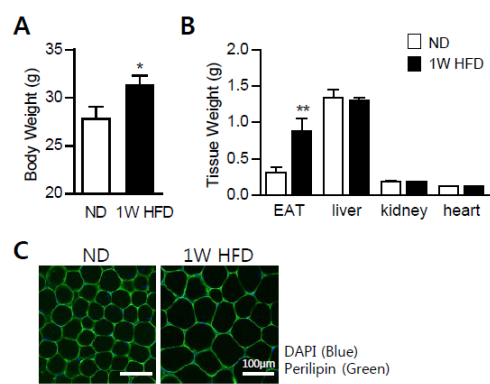 A
Body Weight (g)
35
30
25
20
*
ND 1W HFD
B
ND
1W HFD
Tissue Weight (g)
2.0
1.5
1.0
0.5
0.0
**
EAT liver kidney heart
C
ND 1W HFD
100μm
DAPI (Blue)
Perilipin (Green)